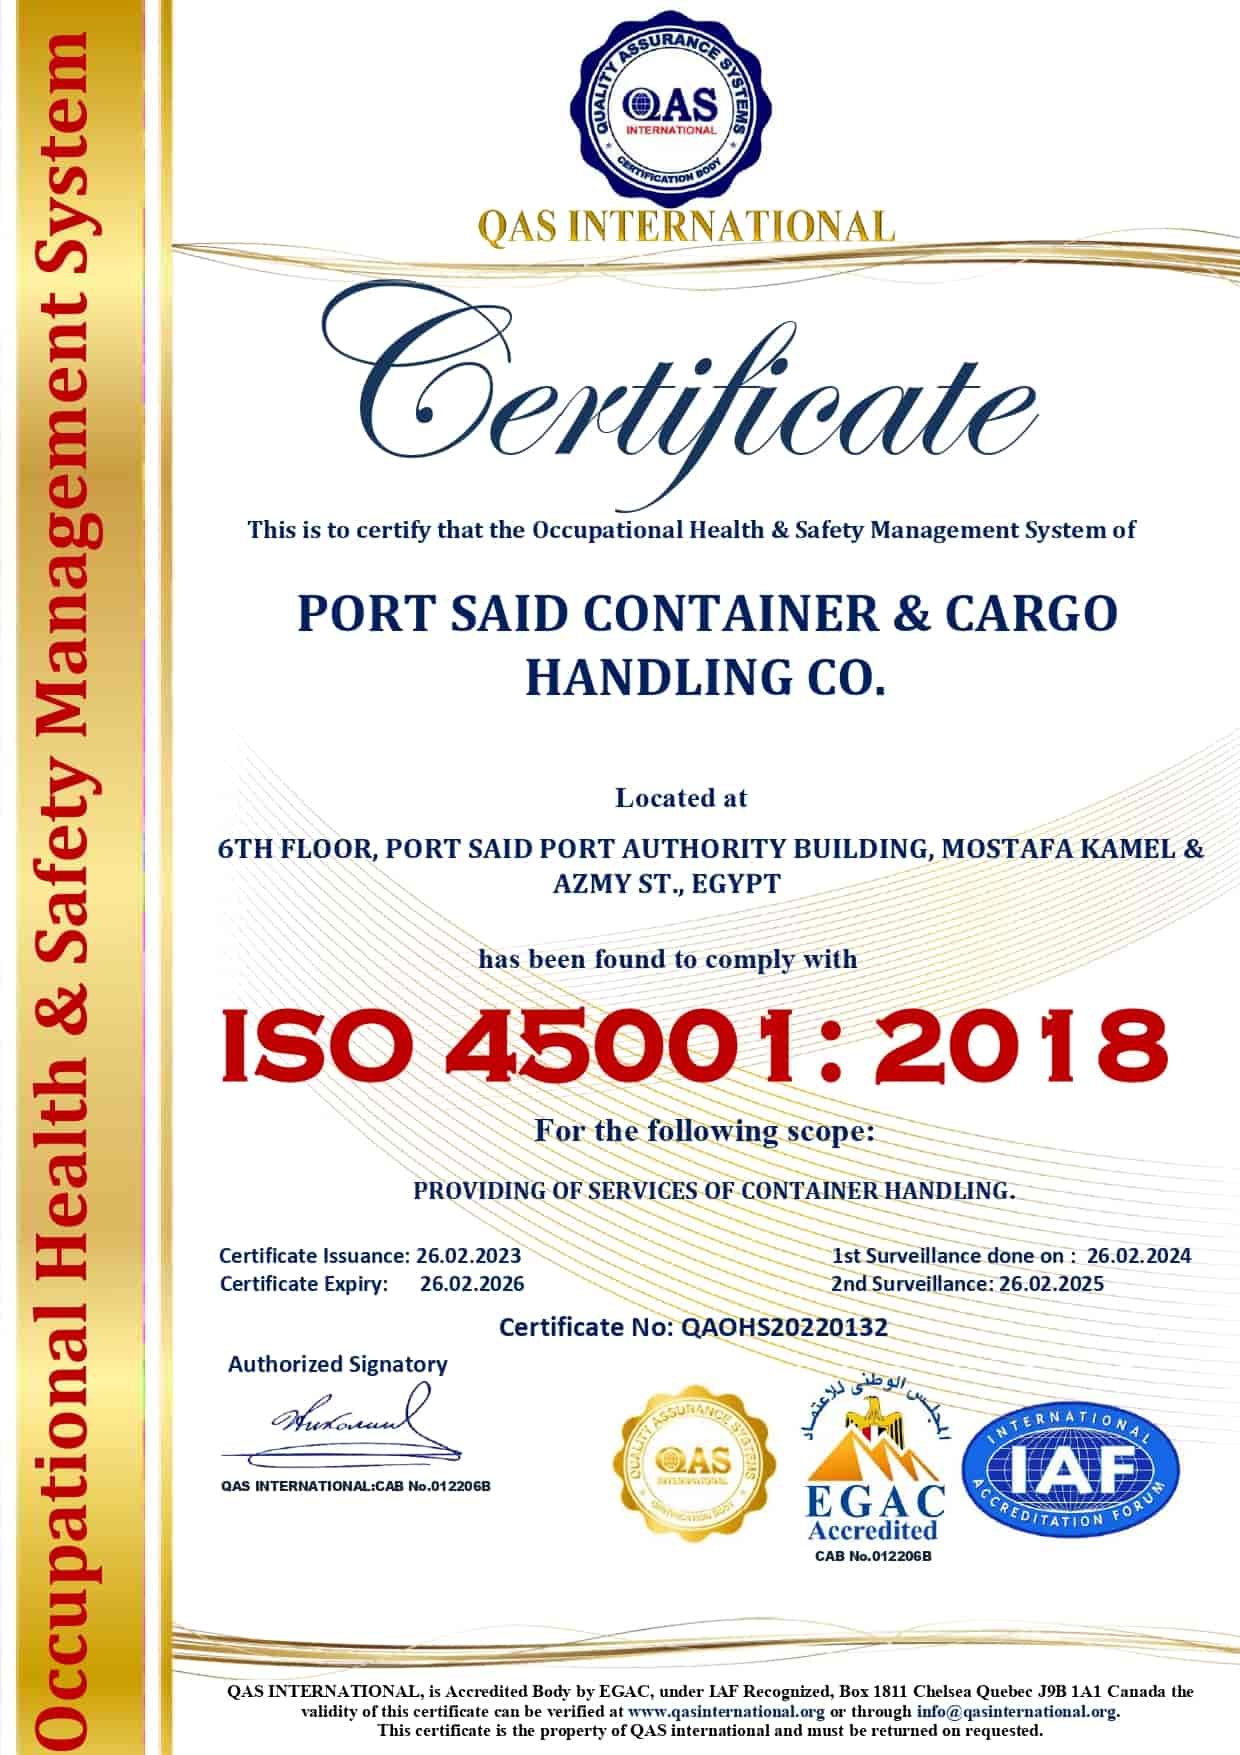 Occupational Health & Safety Management System
QUALITY ASSURANCE SYSTEMS
QAS
INTERNATIONAL
CERTIFICATION BODY
QAS INTERNATIONAL
Certificate
This is to certify that the Occupational Health & Safety Management System of
PORT SAID CONTAINER & CARGO
HANDLING CO.
Located at
6TH FLOOR, PORT SAID PORT AUTHORITY BUILDING, MOSTAFA KAMEL &
AZMY ST., EGYPT
has been found to comply with
ISO 45001: 2018
For the following scope:
PROVIDING OF SERVICES OF CONTAINER HANDLING.
Certificate Issuance: 26.02.2023
Certificate Expiry: 26.02.2026
1st Surveillance done on : 26.02.2024
2nd Surveillance: 26.02.2025
Certificate No: QAOHS20220132
Authorized Signatory
QAS INTERNATIONAL:CAB No.012206B
QUALITY ASSURANCE SYSTEMS
QAS
INTERNATIONAL
CERTIFICATION BODY
المجلس الوطني للاعتماد
EGAC
Accredited
CAB No.012206B
INTERNATIONAL
IAF
ACCREDITATION FORUM
QAS INTERNATIONAL, is Accredited Body by EGAC, under IAF Recognized, Box 1811 Chelsea Quebec J9B 1A1 Canada the
validity of this certificate can be verified at www.qasinternational.org or through info@qasinternational.org.
This certificate is the property of QAS international and must be returned on requested.